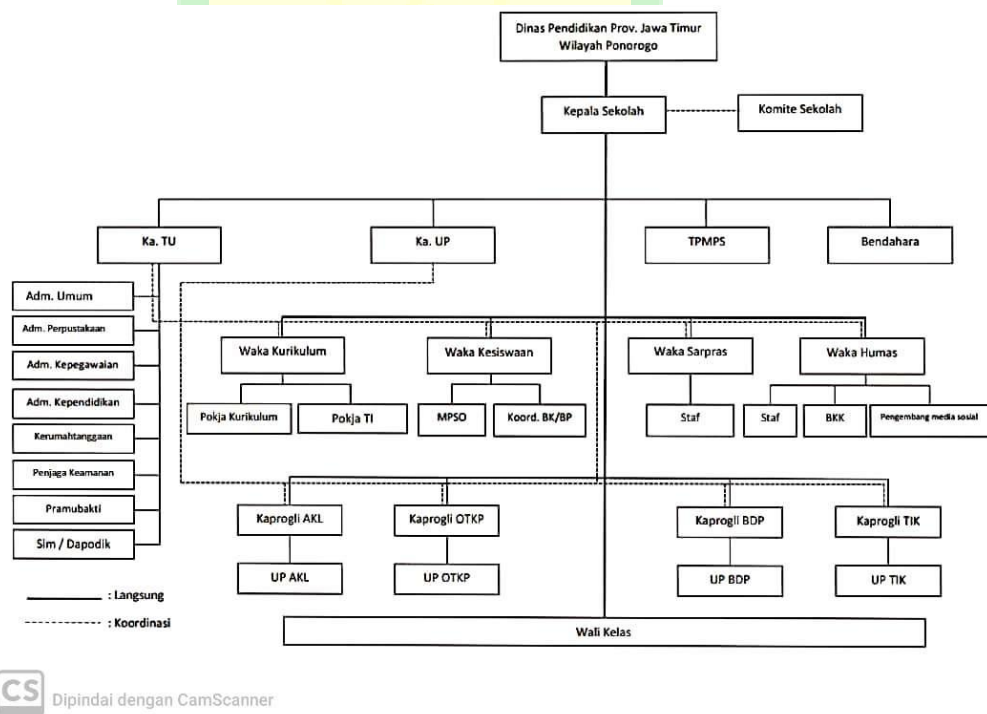 Dinas Pendidikan Prov. Jawa Timur
Wilayah Ponorogo
Kepala Sekolah
Komite Sekolah
Ka. TU
Ka. UP
TPMPS
Bendahara
Adm. Umum
Adm. Perpustakaan
Adm. Kepegawaian
Adm. Kependidikan
Kerumahtanggaan
Penjaga Keamanan
Pramubakti
Sim / Dapodik
Waka Kurikulum
Waka Kesiswaan
Waka Sarpras
Waka Humas
Pokja Kurikulum
Pokja TI
MPSO
Koord. BK/BP
Staf
Staf
BKK
Pengembang media sosial
Kaprogli AKL
Kaprogli OTKP
Kaprogli BDP
Kaprogli TIK
UP AKL
UP OTKP
UP BDP
UP TIK
: Langsung
: Koordinasi
Wali Kelas
CS
Dipindai dengan CamScanner